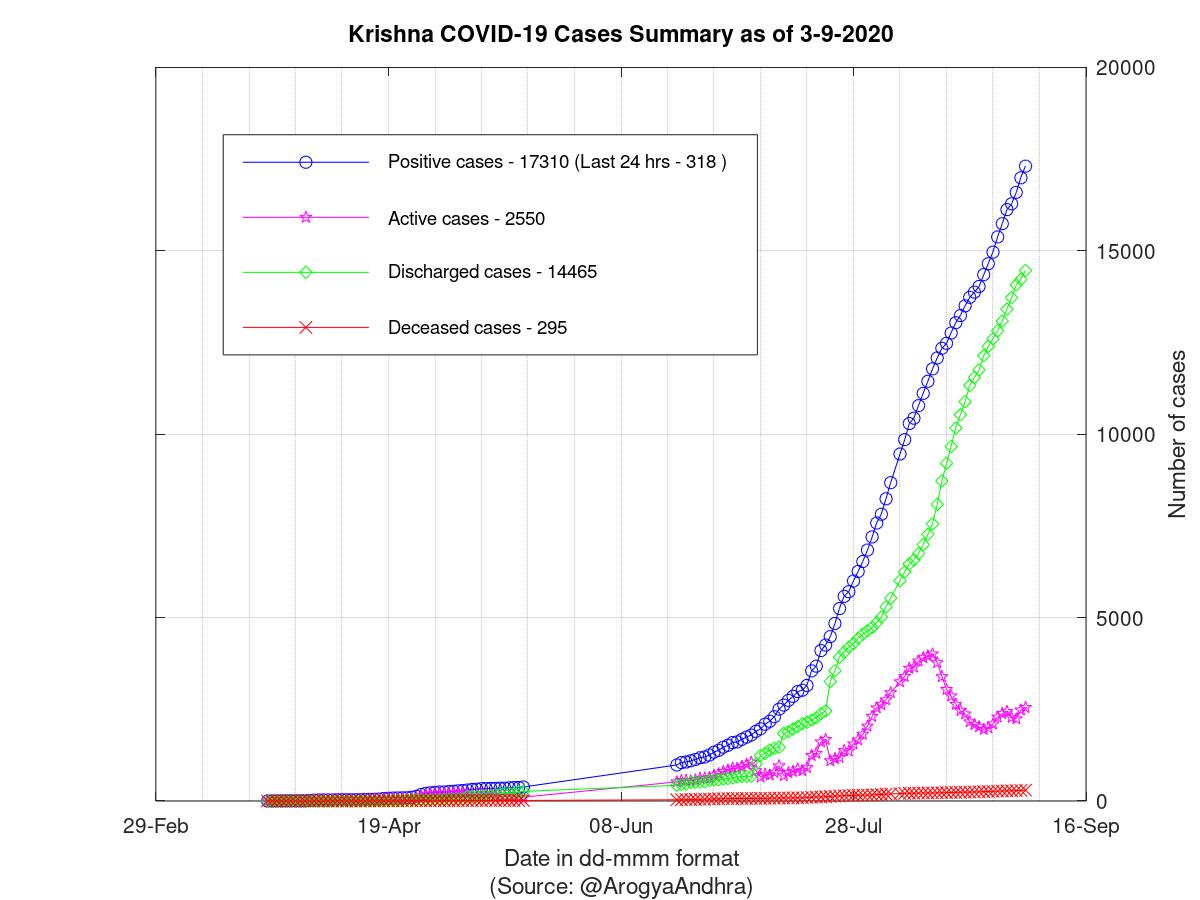 Krishna COVID-19 Cases Summary as of 3-9-2020
Positive cases - 17310 (Last 24 hrs - 318 )
Active cases - 2550
Discharged cases - 14465
Deceased cases - 295
20000
15000
10000
5000
0
Number of cases
29-Feb 19-Apr 08-Jun 28-Jul 16-Sep
Date in dd-mmm format
(Source: @ArogyaAndhra)